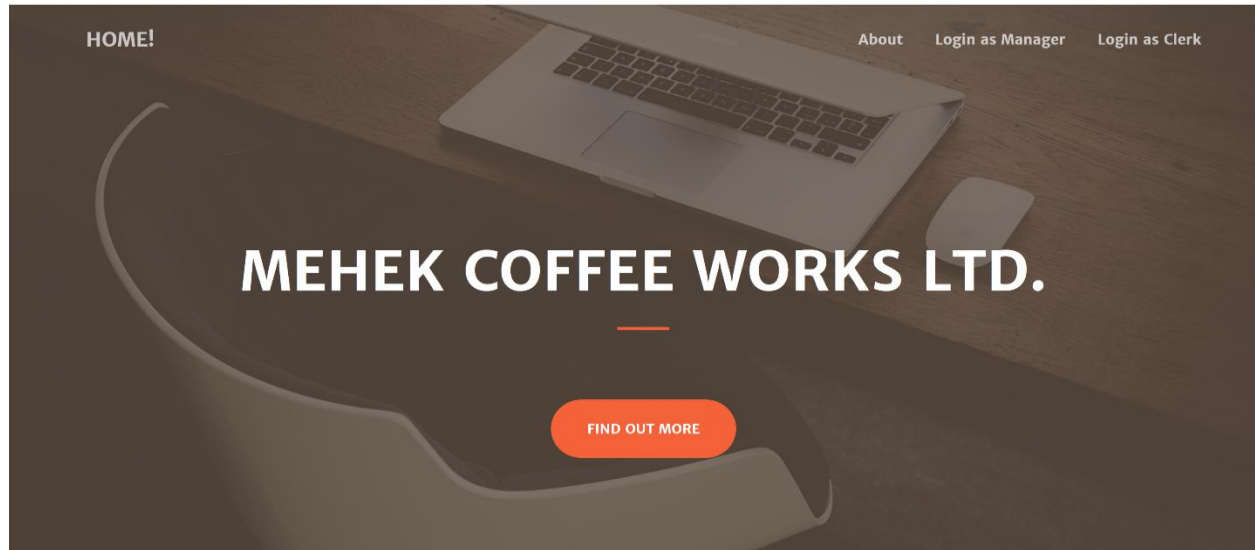 HOME!
About Login as Manager Login as Clerk
MEHEK COFFEE WORKS LTD.
FIND OUT MORE